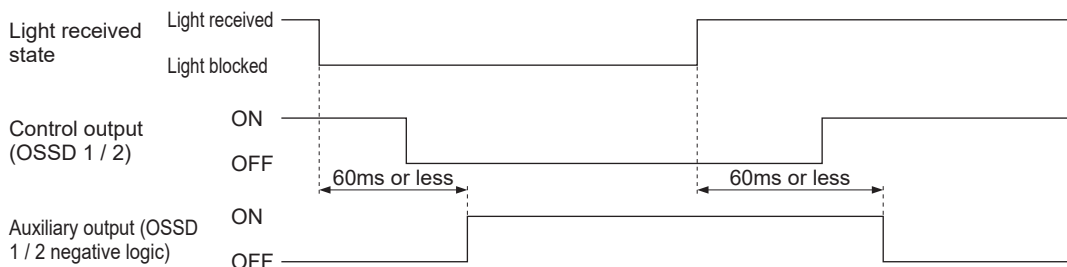 Light received
state
Light received
Light blocked
Control output
(OSSD 1 / 2)
ON
OFF
60ms or less
60ms or less
Auxiliary output (OSSD
1 / 2 negative logic)
ON
OFF